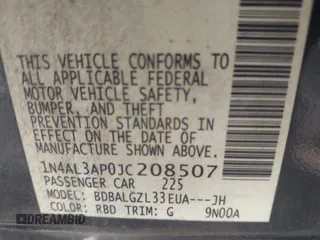 THIS VEHICLE CONFORMS TO
ALL APPLICABLE FEDERAL
MOTOR VEHICLE SAFETY,
BUMPER, AND THEFT
PREVENTION STANDARDS IN
EFFECT ON THE DATE OF
MANUFACTURE SHOWN ABOVE.
1N4AL3AP0JC208507
PASSENGER CAR 225
MODEL: BDBALGZL33EUA---JH
COLOR: RBD TRIM: G 9N00A
DREAMBID